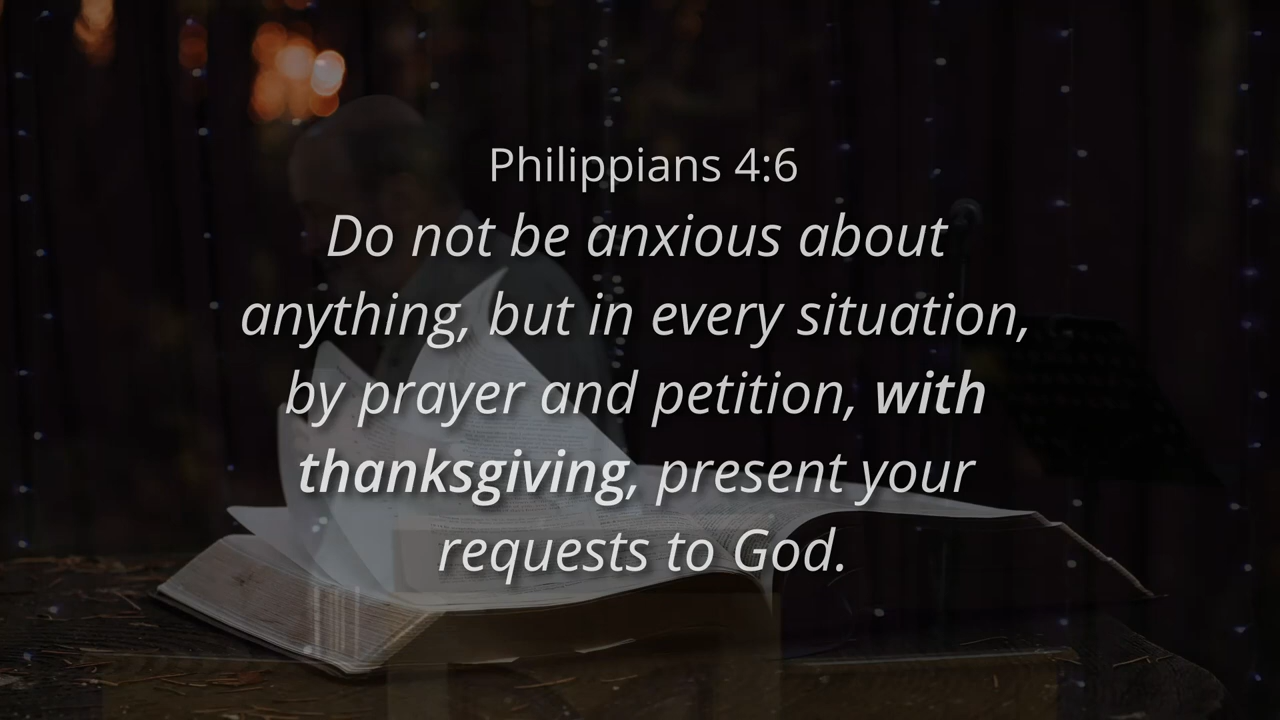 Philippians 4:6
Do not be anxious about
anything, but in every situation,
by prayer and petition, with
thanksgiving, present your
requests to God.